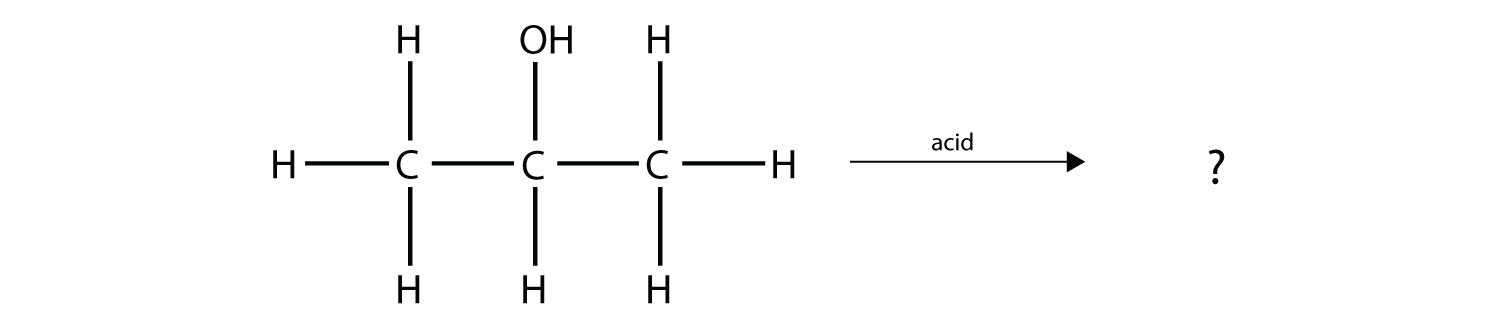 H OH H
acid
H C C C H ?
H H H